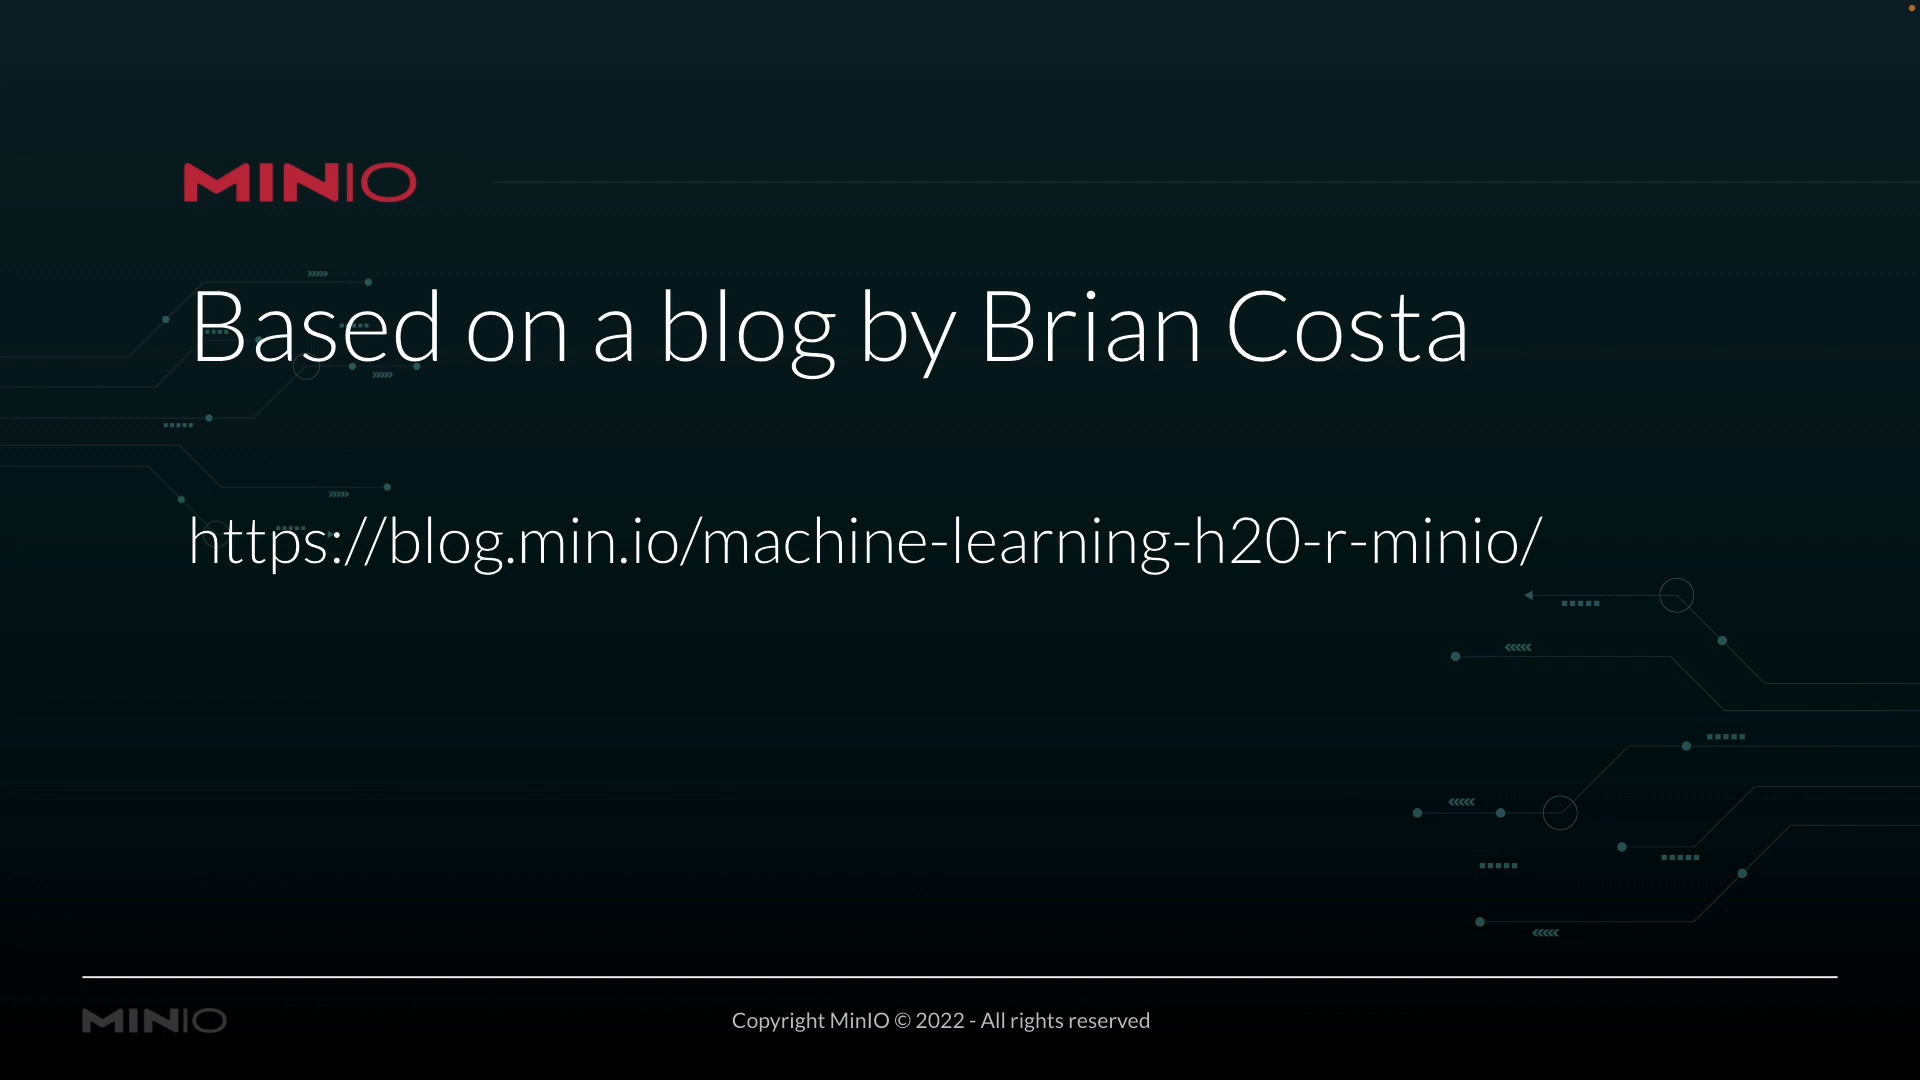 MINIO
Based on a blog by Brian Costa
https://blog.min.io/machine-learning-h20-r-minio/
MINIO
Copyright MinIO © 2022 - All rights reserved